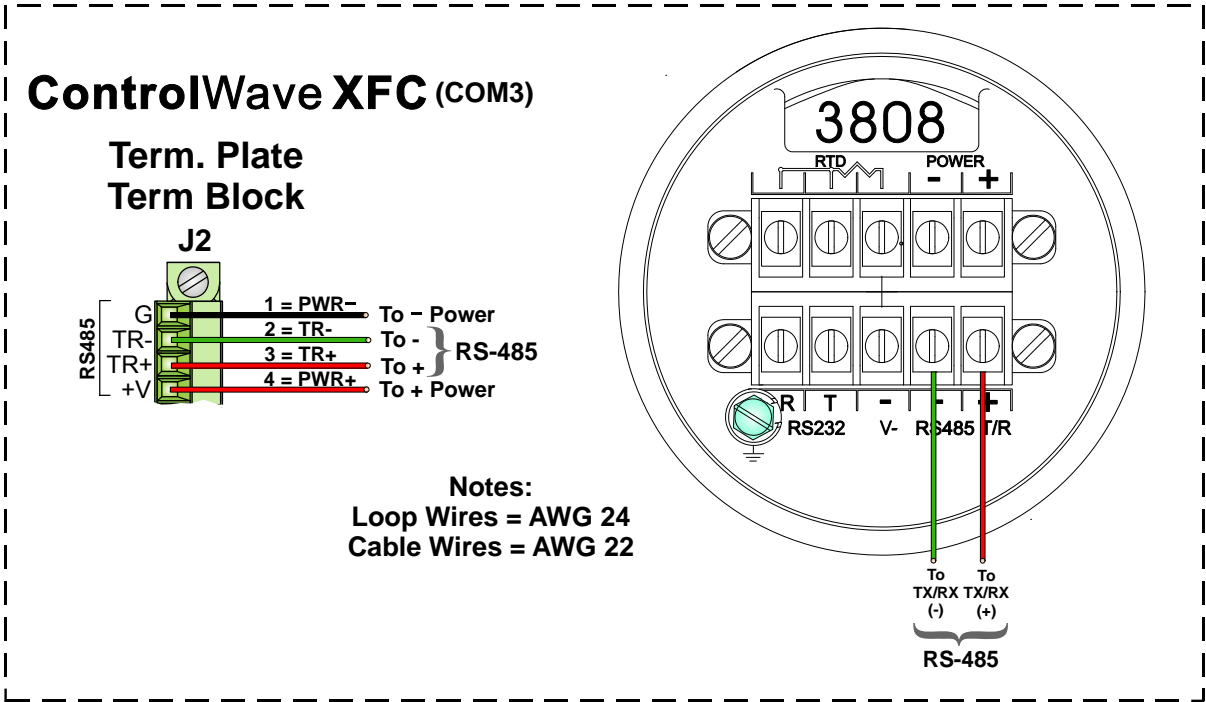 ControlWave XFC (COM3)
Term. Plate
Term Block
J2
RS485
G
TR-
TR+
+V
1 = PWR–
2 = TR-
3 = TR+
4 = PWR+
To – Power
To -
To +
RS-485
To + Power
Notes:
Loop Wires = AWG 24
Cable Wires = AWG 22
3808
RTD POWER
- +
R T - - +
RS232 V- RS485 T/R
To To
TX/RX TX/RX
(-) (+)
RS-485